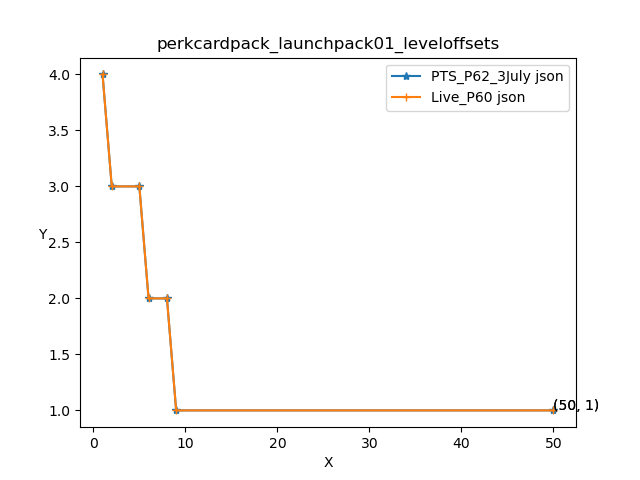 perkcardpack_launchpack01_leveloffsets
PTS_P62_3July json
Live_P60 json
4.0
3.5
3.0
2.5
2.0
1.5
1.0
Y
(50, 1)
0
10
20
30
40
50
X